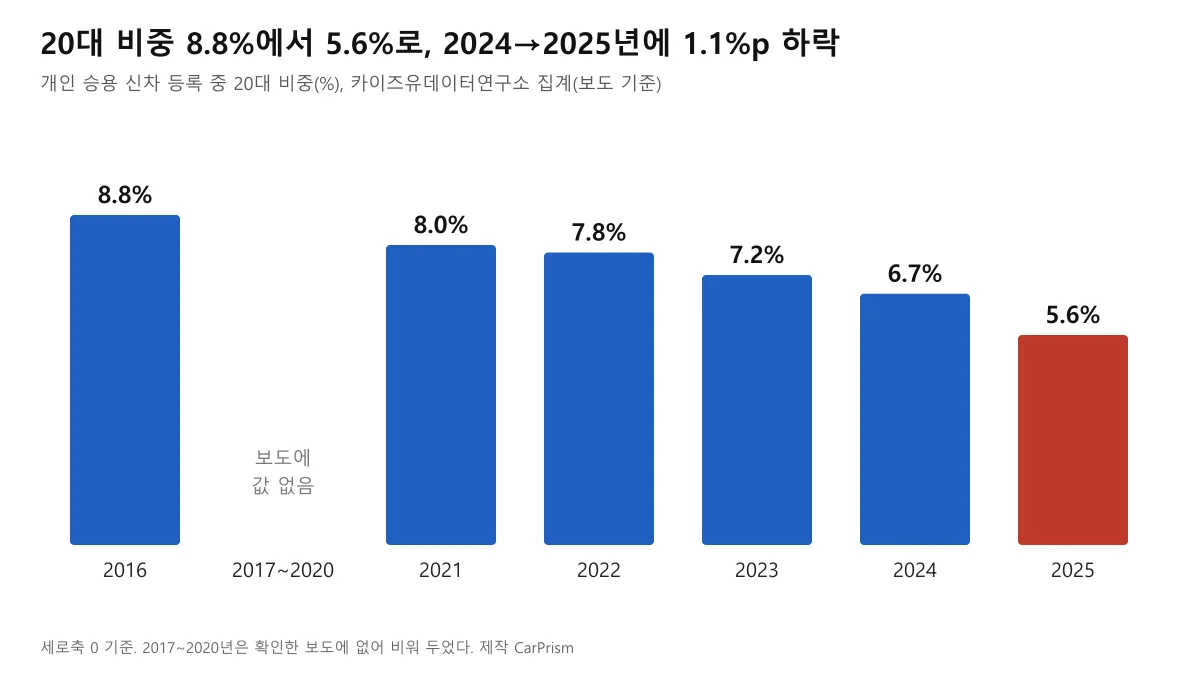 20대 비중 8.8%에서 5.6%로, 2024→2025년에 1.1%p 하락
개인 승용 신차 등록 중 20대 비중(%), 카이즈유데이터연구소 집계(보도 기준)
8.8%
8.0%
7.8%
7.2%
6.7%
5.6%
보도에
값 없음
2016
2017~2020
2021
2022
2023
2024
2025
세로축 0 기준. 2017~2020년은 확인한 보도에 없어 비워 두었다. 제작 CarPrism